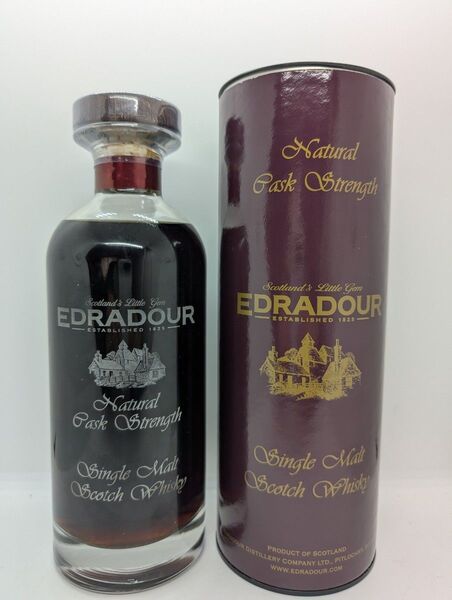 Scotland's Little Gem
EDRADOUR
ESTABLISHED 1825
Natural
Cask Strength
Single Malt
Scotch Whisky
Natural
Cask Strength
Scotland's Little Gem
EDRADOUR
ESTABLISHED 1825
Single Malt
Scotch Whisky
PRODUCT OF SCOTLAND
DISTILLERY COMPANY LTD., PITLOCHRY,
WWW.EDRADOUR.COM